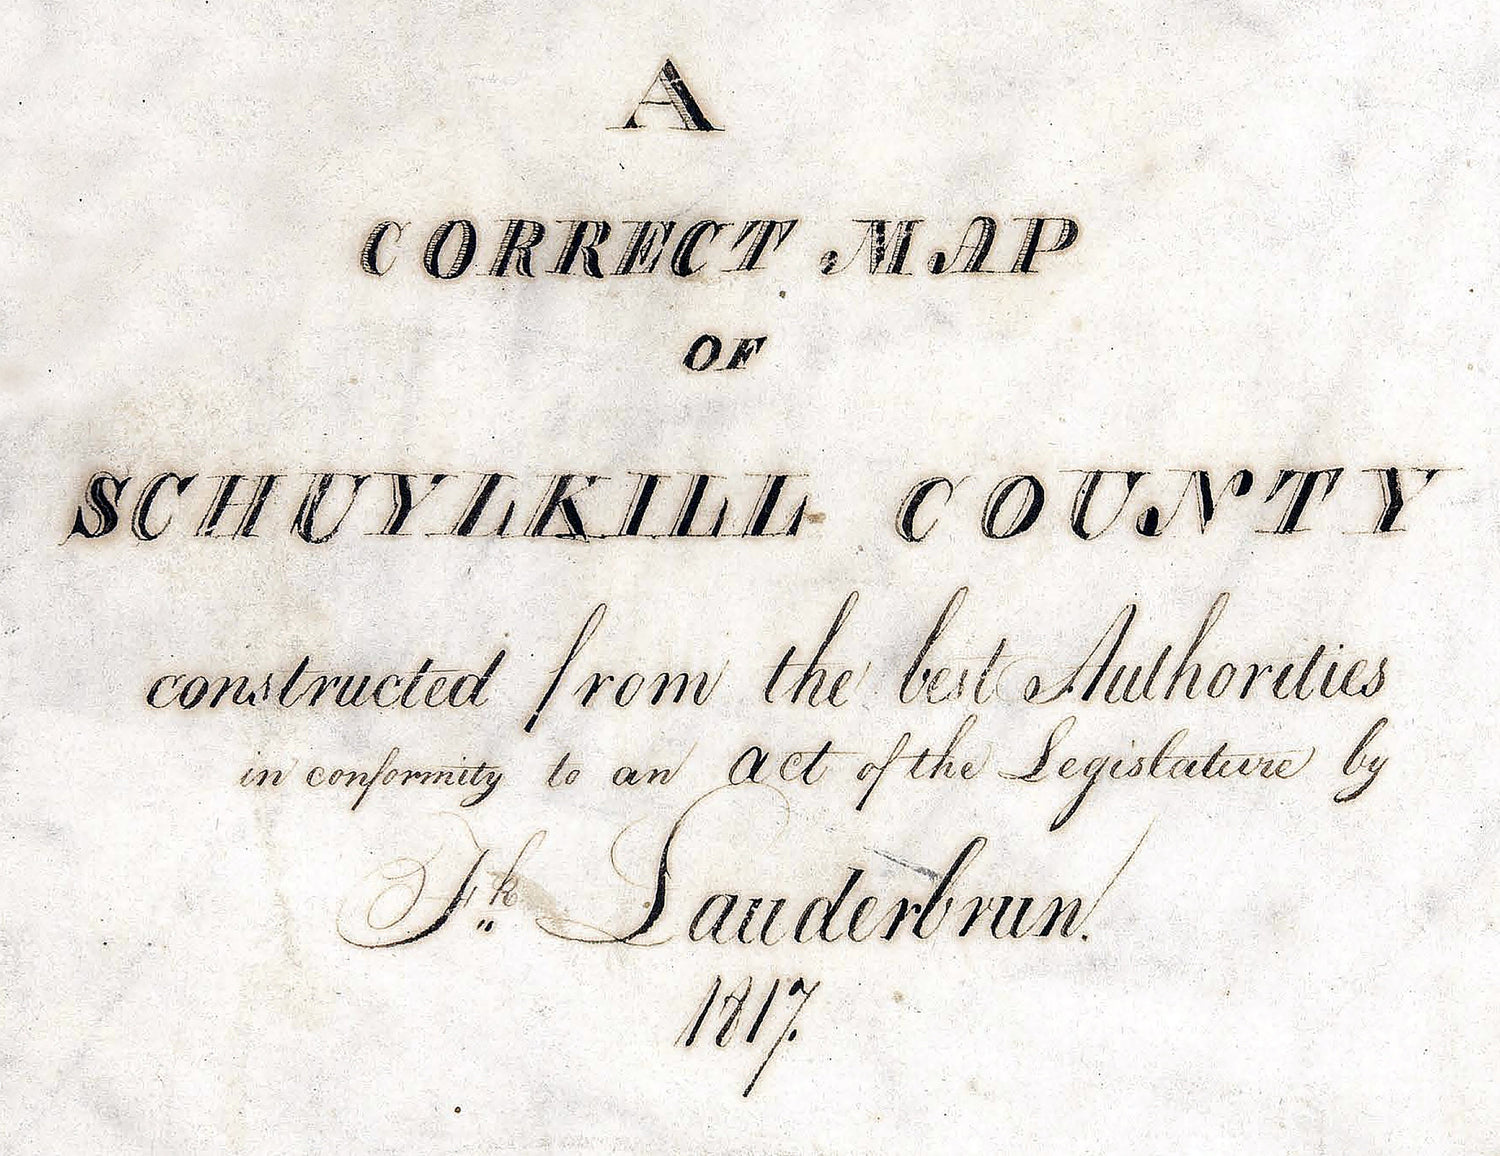 A
CORRECT MAP
OF
SCHUYLKILL COUNTY
constructed from the best Authorities
in conformity to an act of the Legislature by
Fk Lauderbrun.
1817.